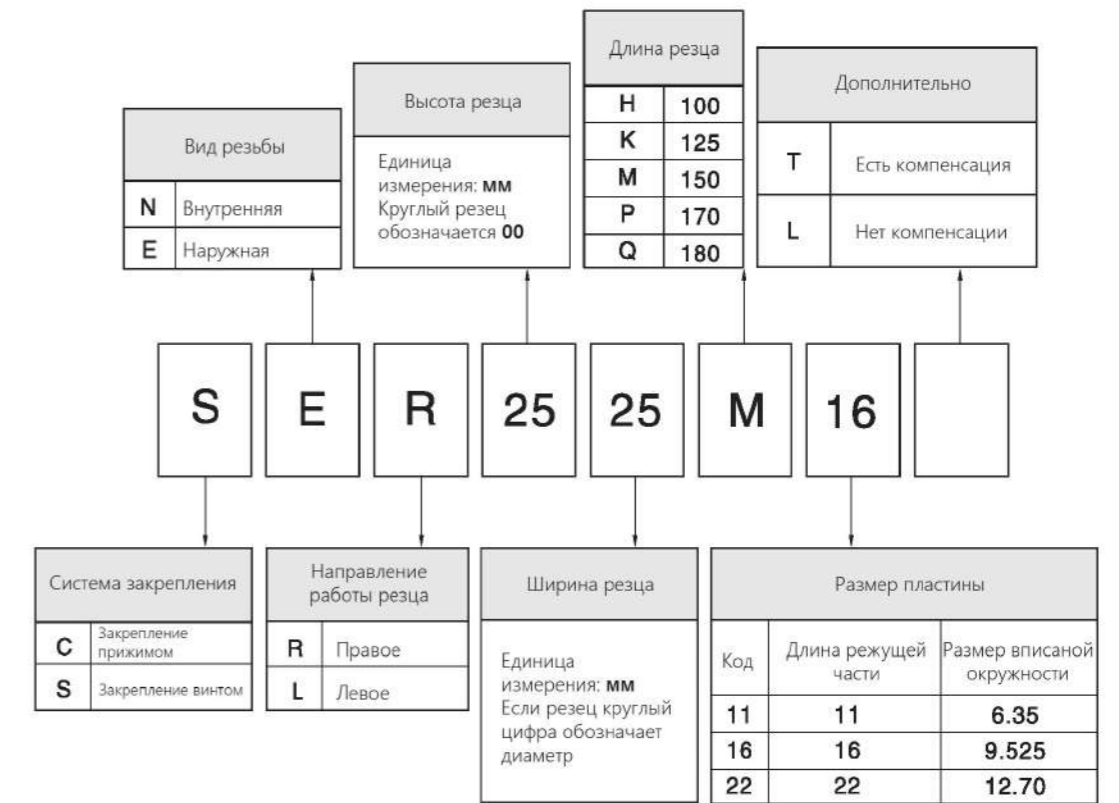 Вид резьбы
N Внутренняя
E Наружная
Высота резца
Единица
измерения: мм
Круглый резец
обозначается 00
Длина резца
H 100
K 125
M 150
P 170
Q 180
Дополнительно
T Есть компенсация
L Нет компенсации
S E R 25 25 M 16
Система закрепления
C Закрепление
прижимом
S Закрепление винтом
Направление
работы резца
R Правое
L Левое
Ширина резца
Единица
измерения: мм
Если резец круглый
цифра обозначает
диаметр
Размер пластины
Код Длина режущей
части Размер вписаной
окружности
11 11 6.35
16 16 9.525
22 22 12.70